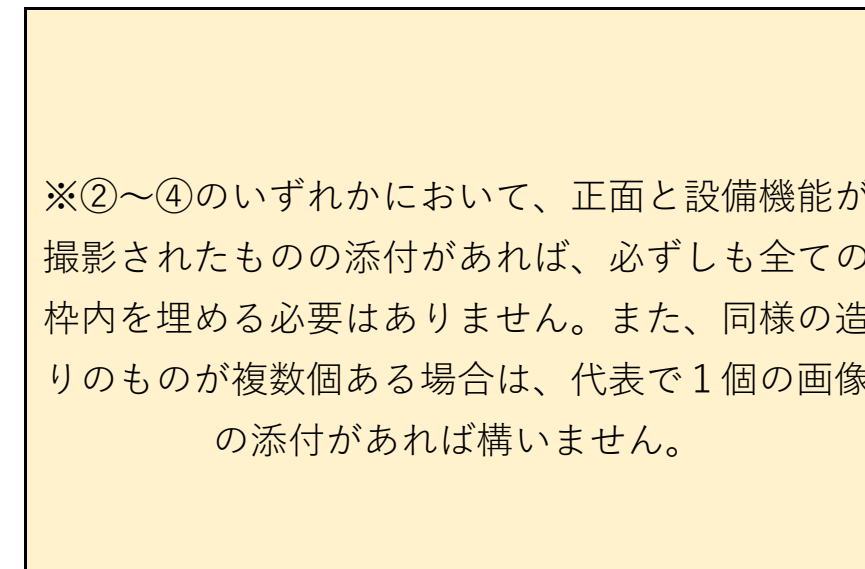 ※②～④のいずれかにおいて、正面と設備機能が
撮影されたものの添付があれば、必ずしも全ての
枠内を埋める必要はありません。また、同様の造
りのものが複数個ある場合は、代表で１個の画像
の添付があれば構いません。